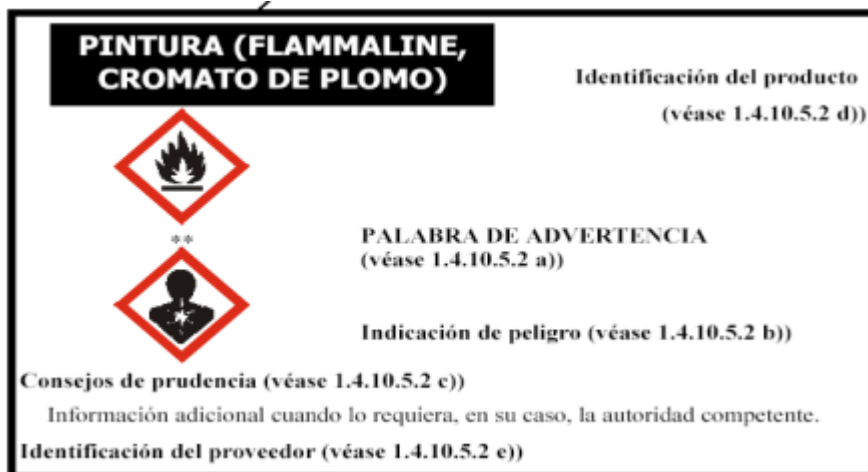 PINTURA (FLAMMALINE,
CROMATO DE PLOMO)
Identificación del producto
(véase 1.4.10.5.2 d))
**
PALABRA DE ADVERTENCIA
(véase 1.4.10.5.2 a))
Indicación de peligro (véase 1.4.10.5.2 b))
Consejos de prudencia (véase 1.4.10.5.2 c))
Información adicional cuando lo requiera, en su caso, la autoridad competente.
Identificación del proveedor (véase 1.4.10.5.2 e))